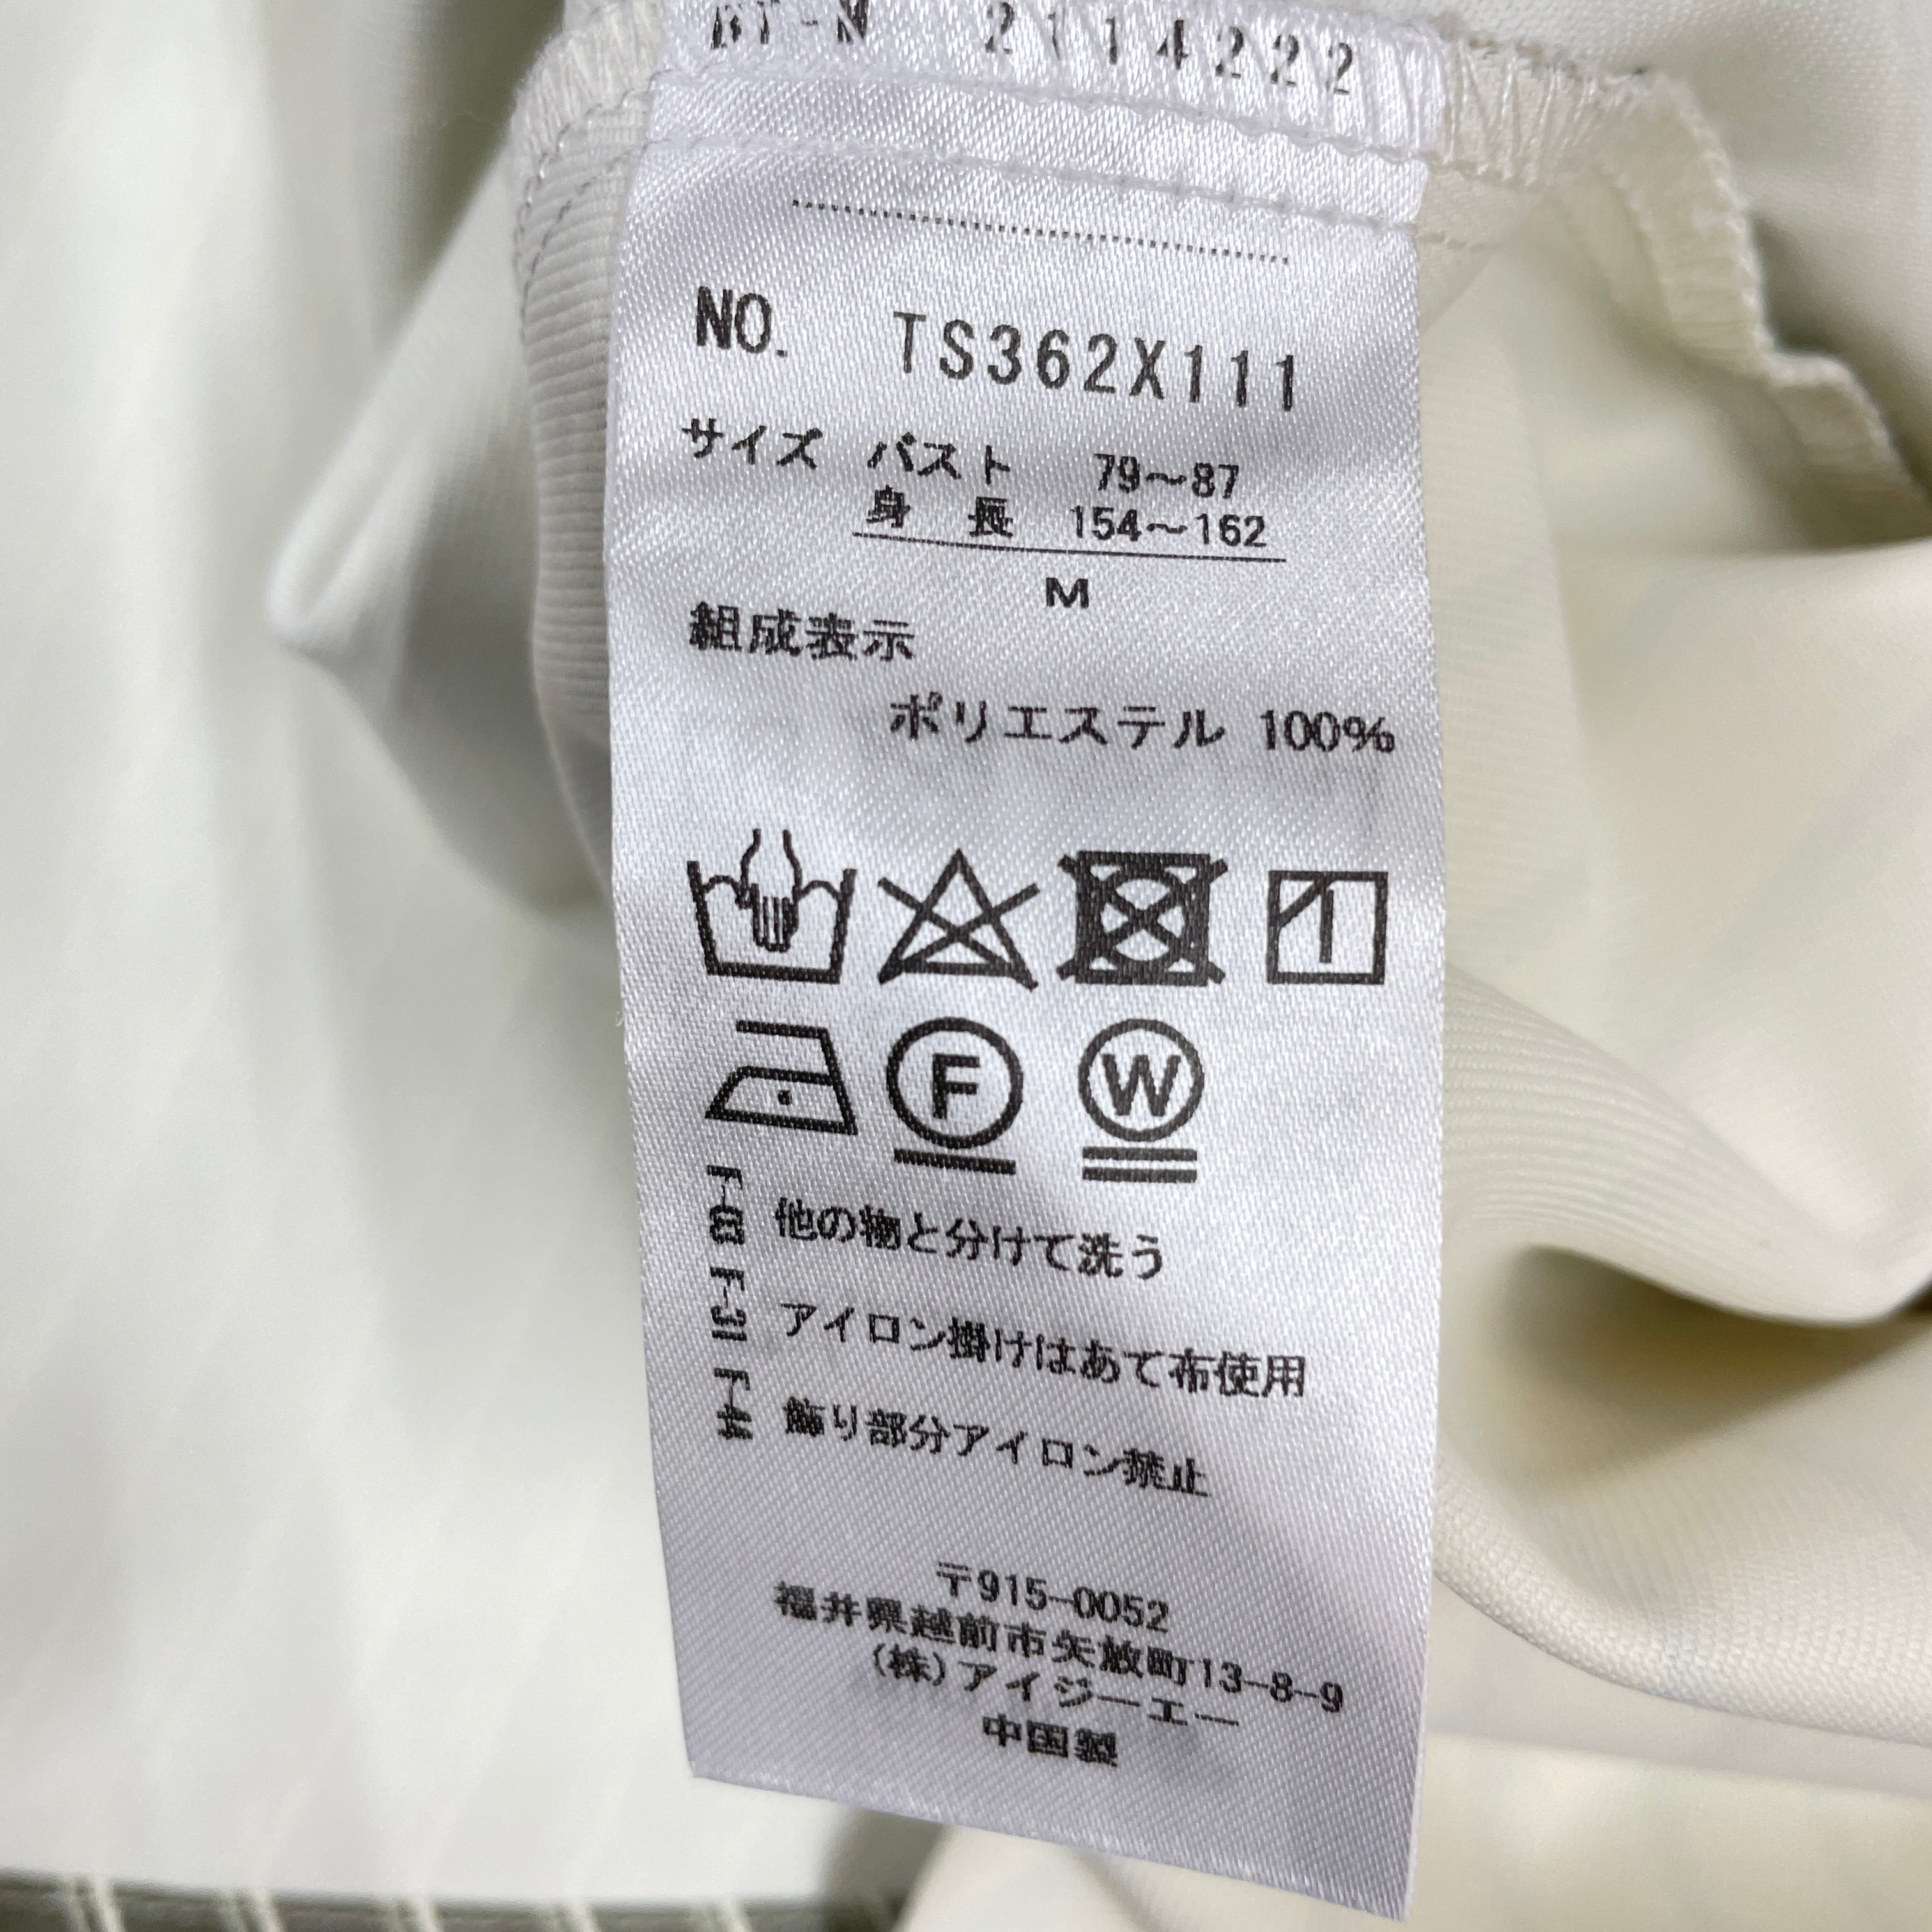 BT-M 2114222
NO. TS362X111
サイズ バスト 79～87
身 長 154～162
M
組成表示
ポリエステル 100%
F
W
F-03 他の物と分けて洗う
F-31 アイロン掛けはあて布使用
F-44 飾り部分アイロン禁止
〒915-0052
福井県越前市矢放町13-8-9
(株)アイジーエー
中国製